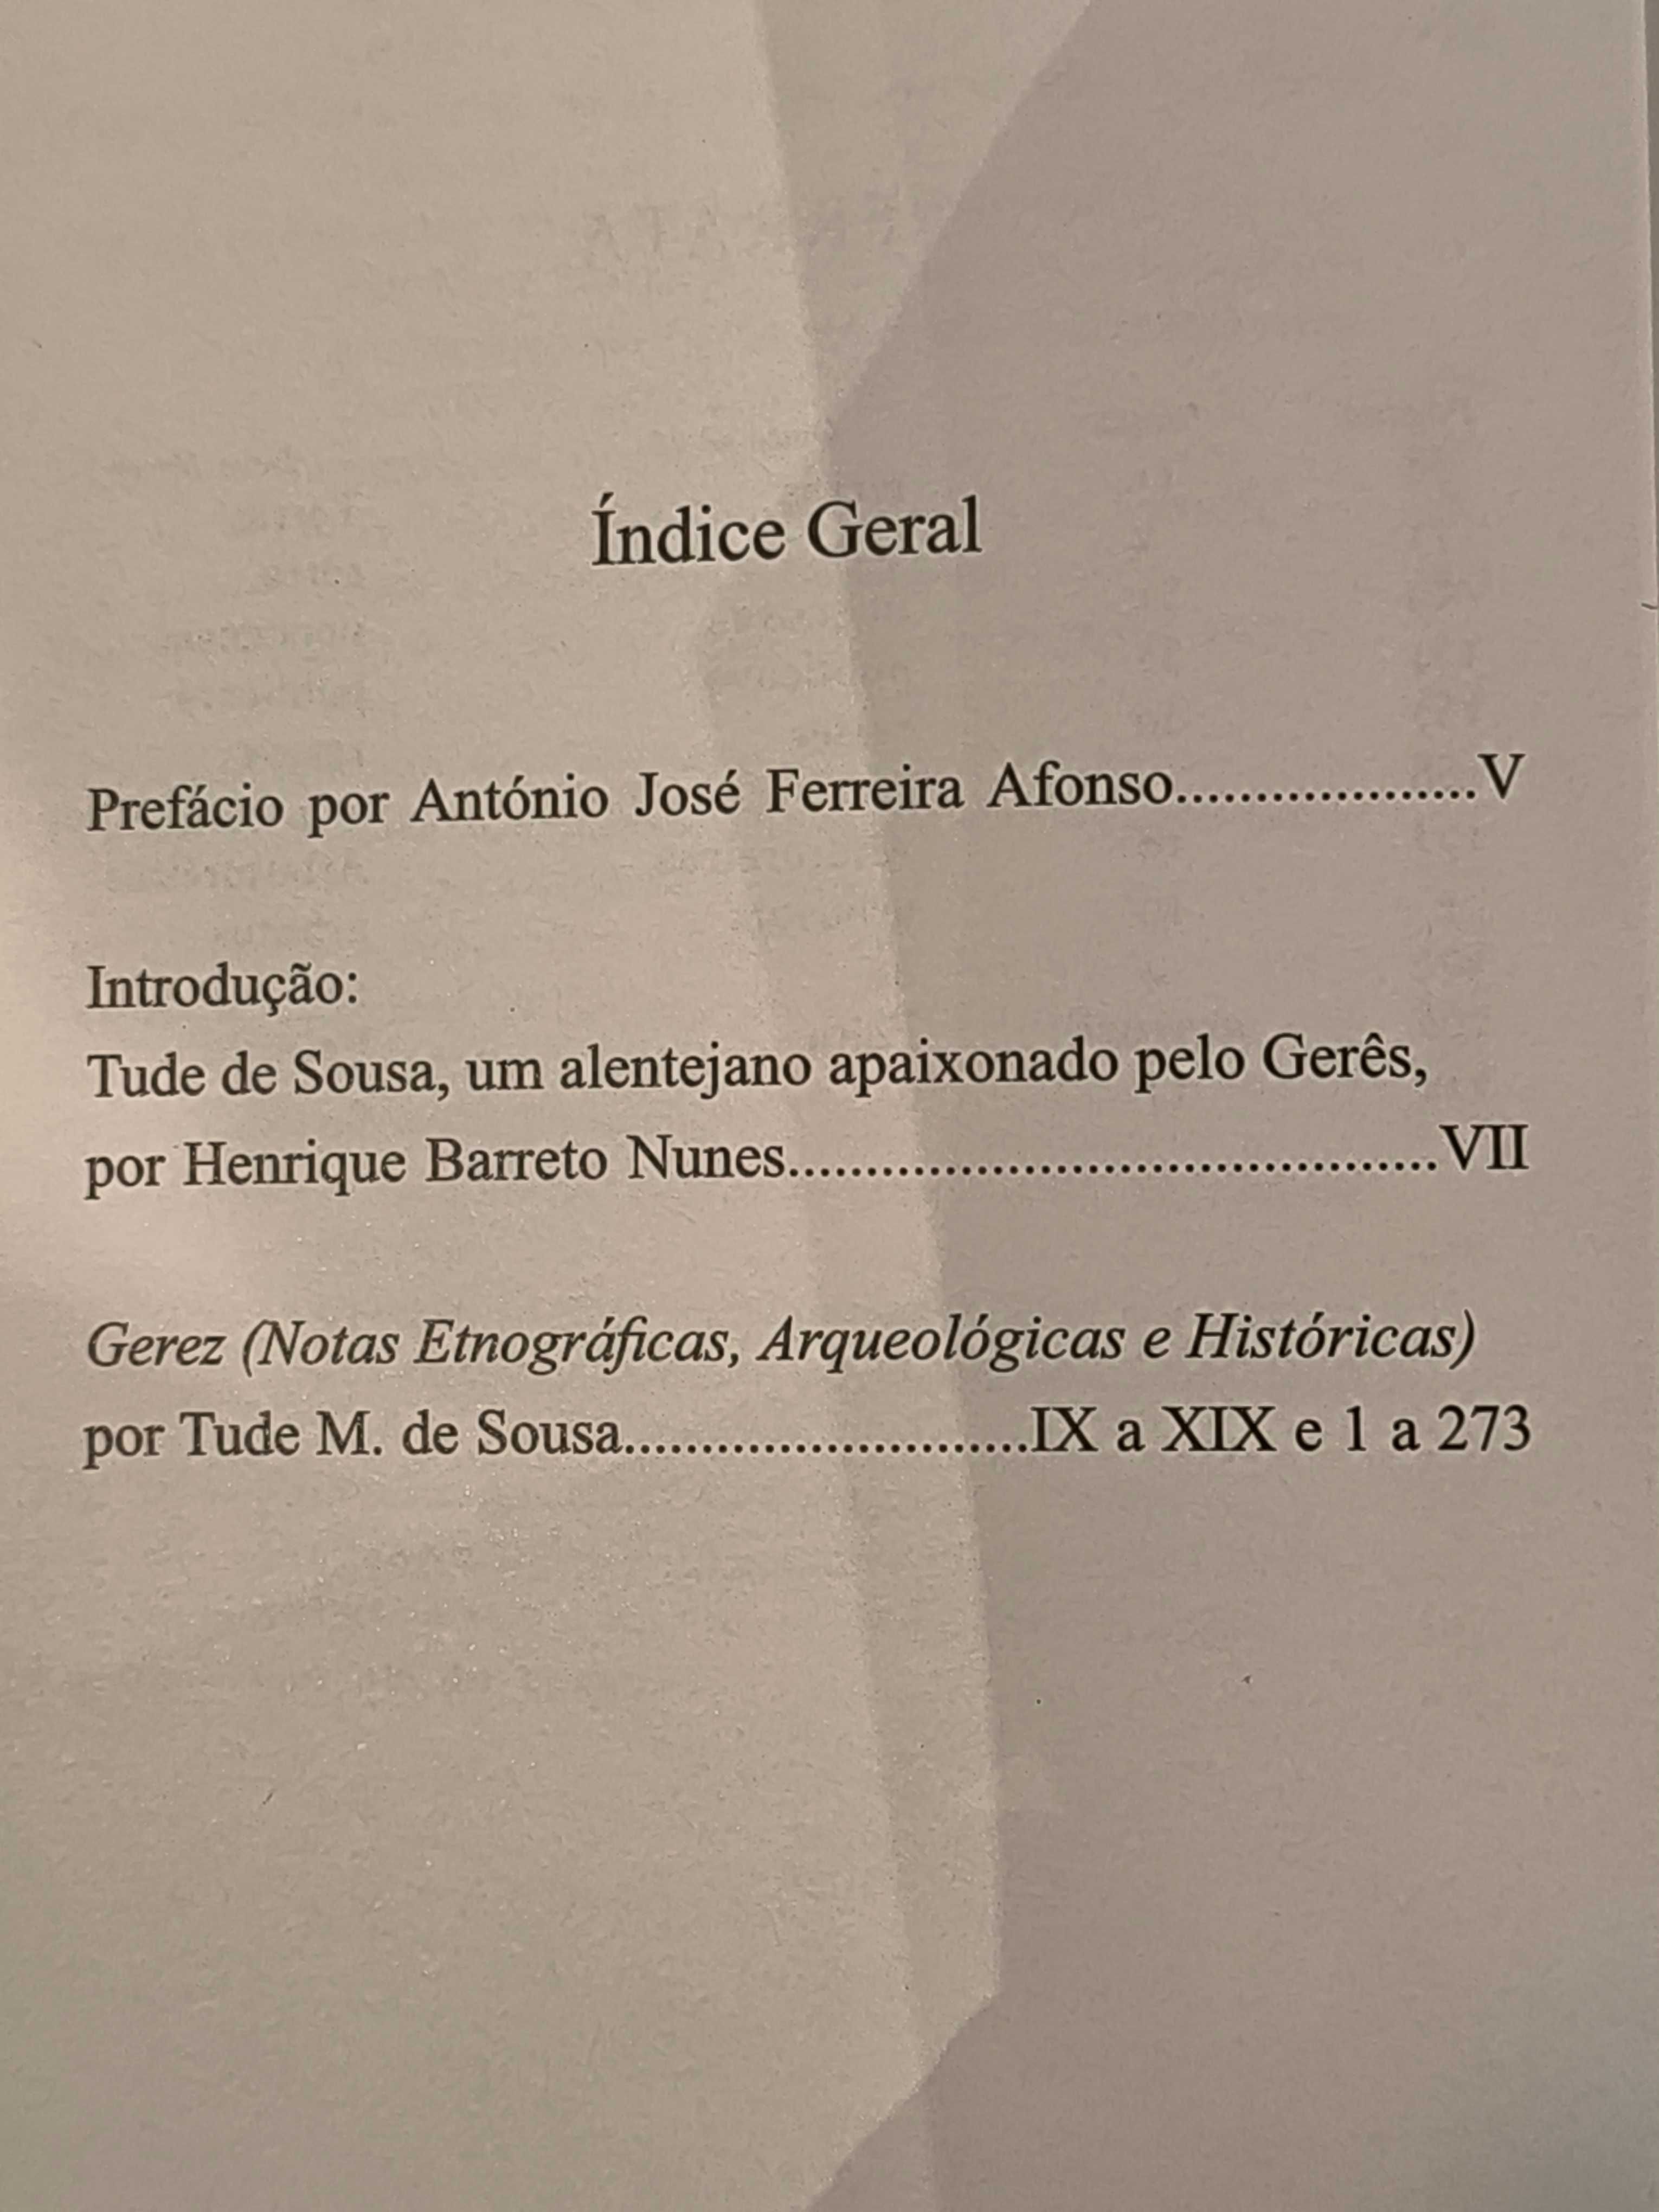 Índice Geral
Prefácio por António José Ferreira Afonso...................V
Introdução:
Tude de Sousa, um alentejano apaixonado pelo Gerês,
por Henrique Barreto Nunes..........................................VII
Gerez (Notas Etnográficas, Arqueológicas e Históricas)
por Tude M. de Sousa..........................IX a XIX e 1 a 273